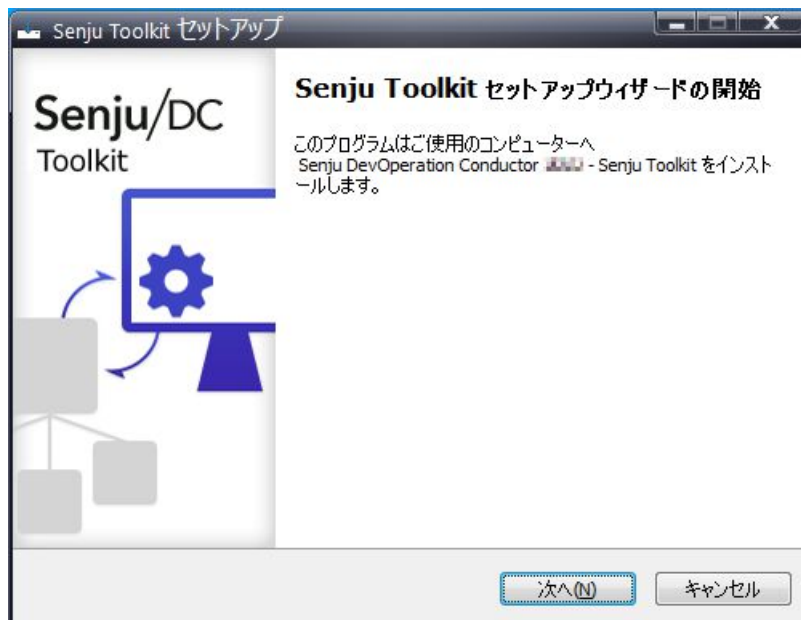 Senju Toolkit セットアップ
Senju/DC
Toolkit
Senju Toolkit セットアップウィザードの開始
このプログラムはご使用のコンピューターへ
Senju DevOperation Conductor - Senju Toolkit をインスト
ールします。
次へ(N)
キャンセル